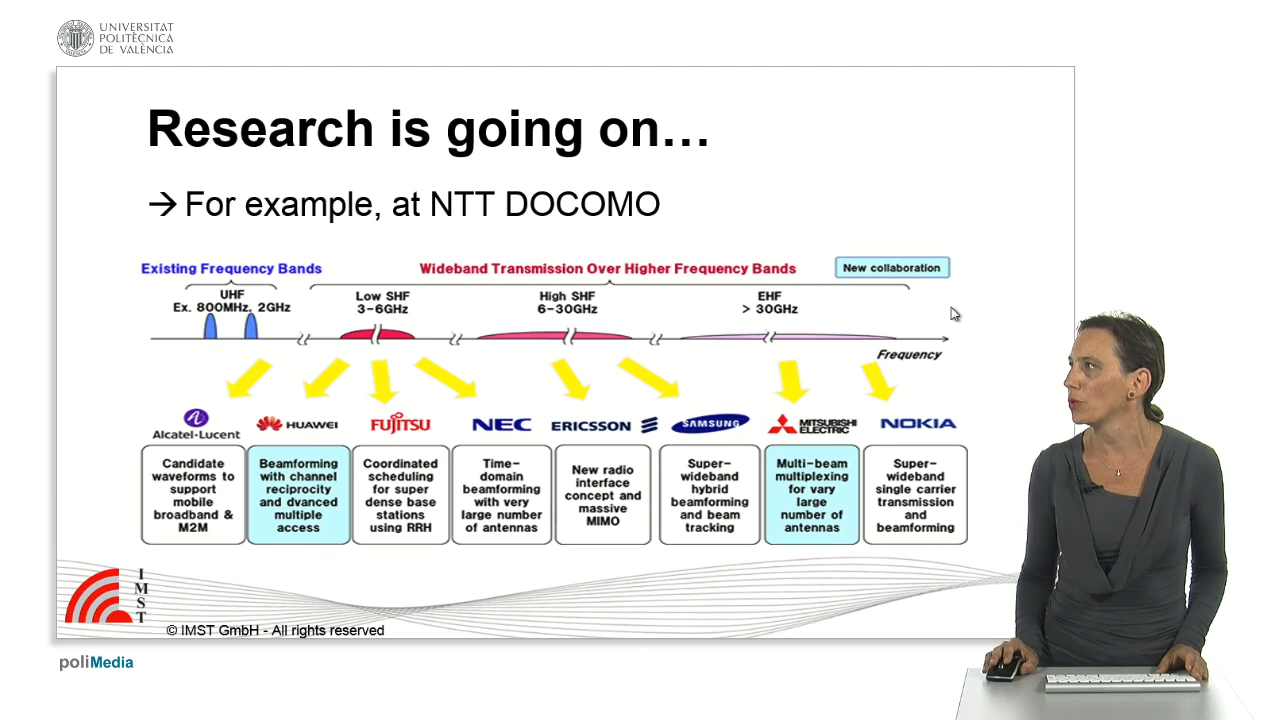 UNIVERSITAT
POLITÈCNICA
DE VALÈNCIA
Research is going on...
→ For example, at NTT DOCOMO
Existing Frequency Bands
Wideband Transmission Over Higher Frequency Bands
New collaboration
UHF
Ex. 800MHz, 2GHz
Low SHF
3-6GHz
High SHF
6-30GHz
EHF
> 30GHz
Frequency
Alcatel·Lucent
HUAWEI
FUJITSU
NEC
ERICSSON
SAMSUNG
MITSUBISHI
ELECTRIC
NOKIA
Candidate
waveforms to
support
mobile
broadband &
M2M
Beamforming
with channel
reciprocity
and dvanced
multiple
access
Coordinated
scheduling
for super
dense base
stations
using RRH
Time-
domain
beamforming
with very
large number
of antennas
New radio
interface
concept and
massive
MIMO
Super-
wideband
hybrid
beamforming
and beam
tracking
Multi-beam
multiplexing
for vary
large
number of
antennas
Super-
wideband
single carrier
transmission
and
beamforming
IMST
© IMST GmbH - All rights reserved
poliMedia